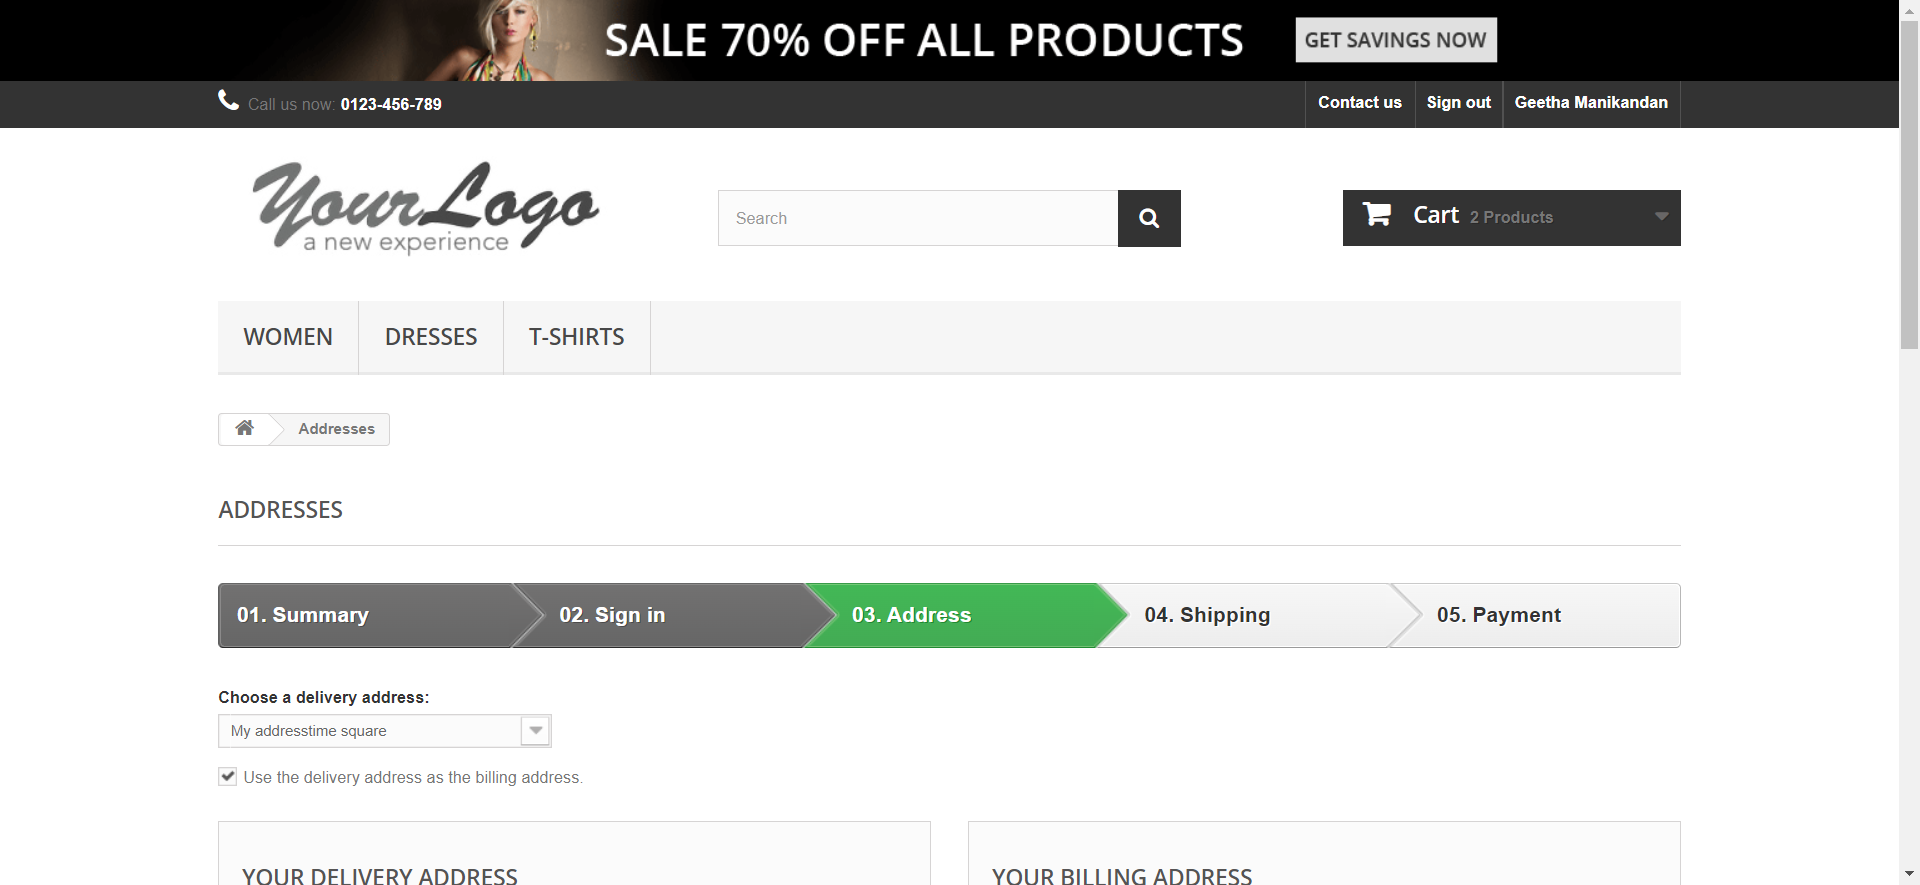 SALE 70% OFF ALL PRODUCTS
GET SAVINGS NOW
Call us now: 0123-456-789
Contact us
Sign out
Geetha Manikandan
YourLogo
a new experience
Search
Cart 2 Products
WOMEN
DRESSES
T-SHIRTS
Addresses
ADDRESSES
01. Summary
02. Sign in
03. Address
04. Shipping
05. Payment
Choose a delivery address:
My addresstime square
Use the delivery address as the billing address.
YOUR DELIVERY ADDRESS
YOUR BILLING ADDRESS